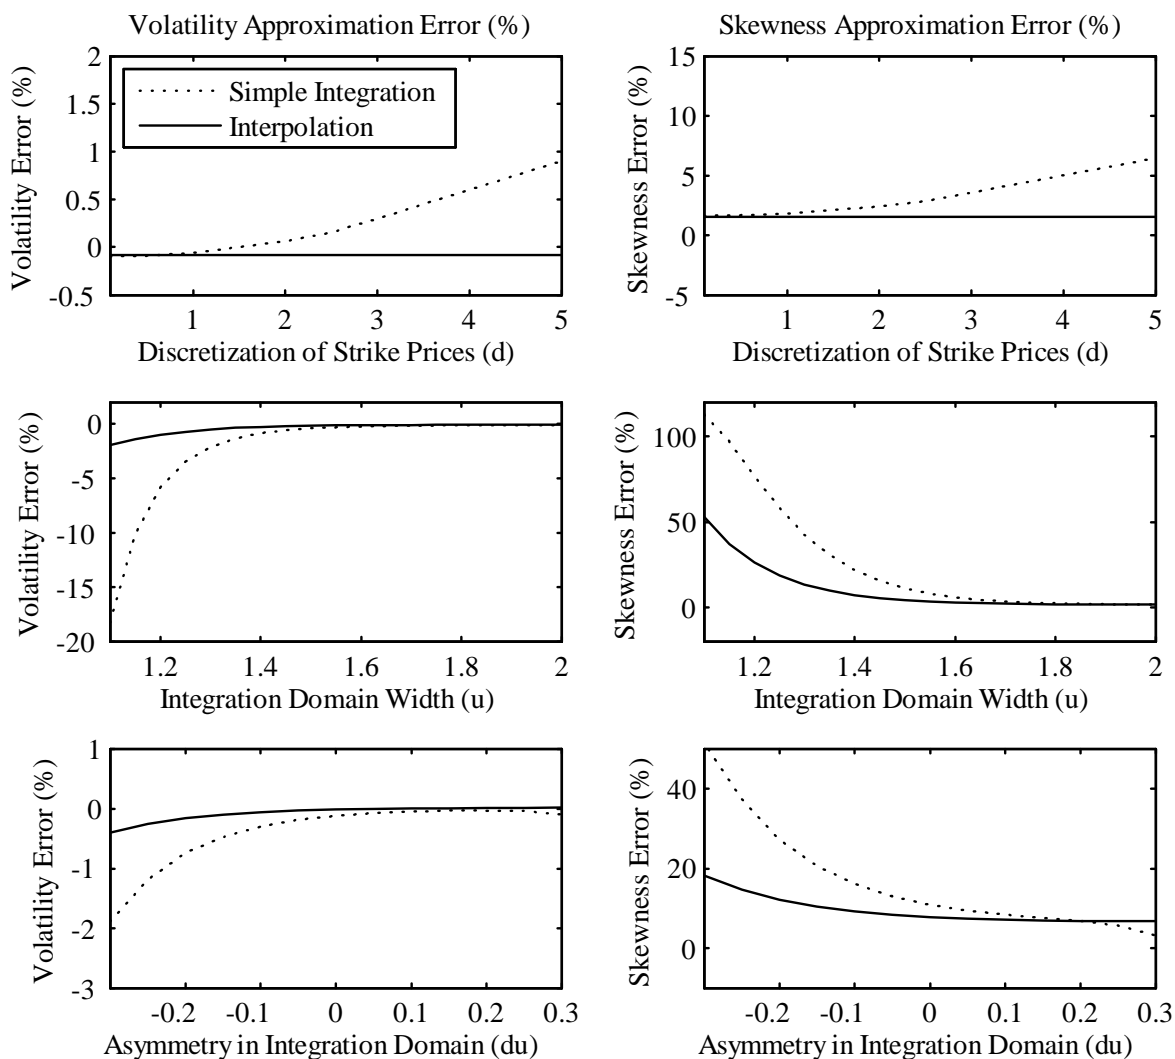 Volatility Approximation Error (%)
2
1.5
1
0.5
0
-0.5
Volatility Error (%)
Simple Integration
Interpolation
1 2 3 4 5
Discretization of Strike Prices (d)
Skewness Approximation Error (%)
15
10
5
0
-5
Skewness Error (%)
1 2 3 4 5
Discretization of Strike Prices (d)
0
-5
-10
-15
-20
Volatility Error (%)
1.2 1.4 1.6 1.8 2
Integration Domain Width (u)
100
50
0
Skewness Error (%)
1.2 1.4 1.6 1.8 2
Integration Domain Width (u)
1
0
-1
-2
-3
Volatility Error (%)
-0.2 -0.1 0 0.1 0.2 0.3
Asymmetry in Integration Domain (du)
40
20
0
Skewness Error (%)
-0.2 -0.1 0 0.1 0.2 0.3
Asymmetry in Integration Domain (du)